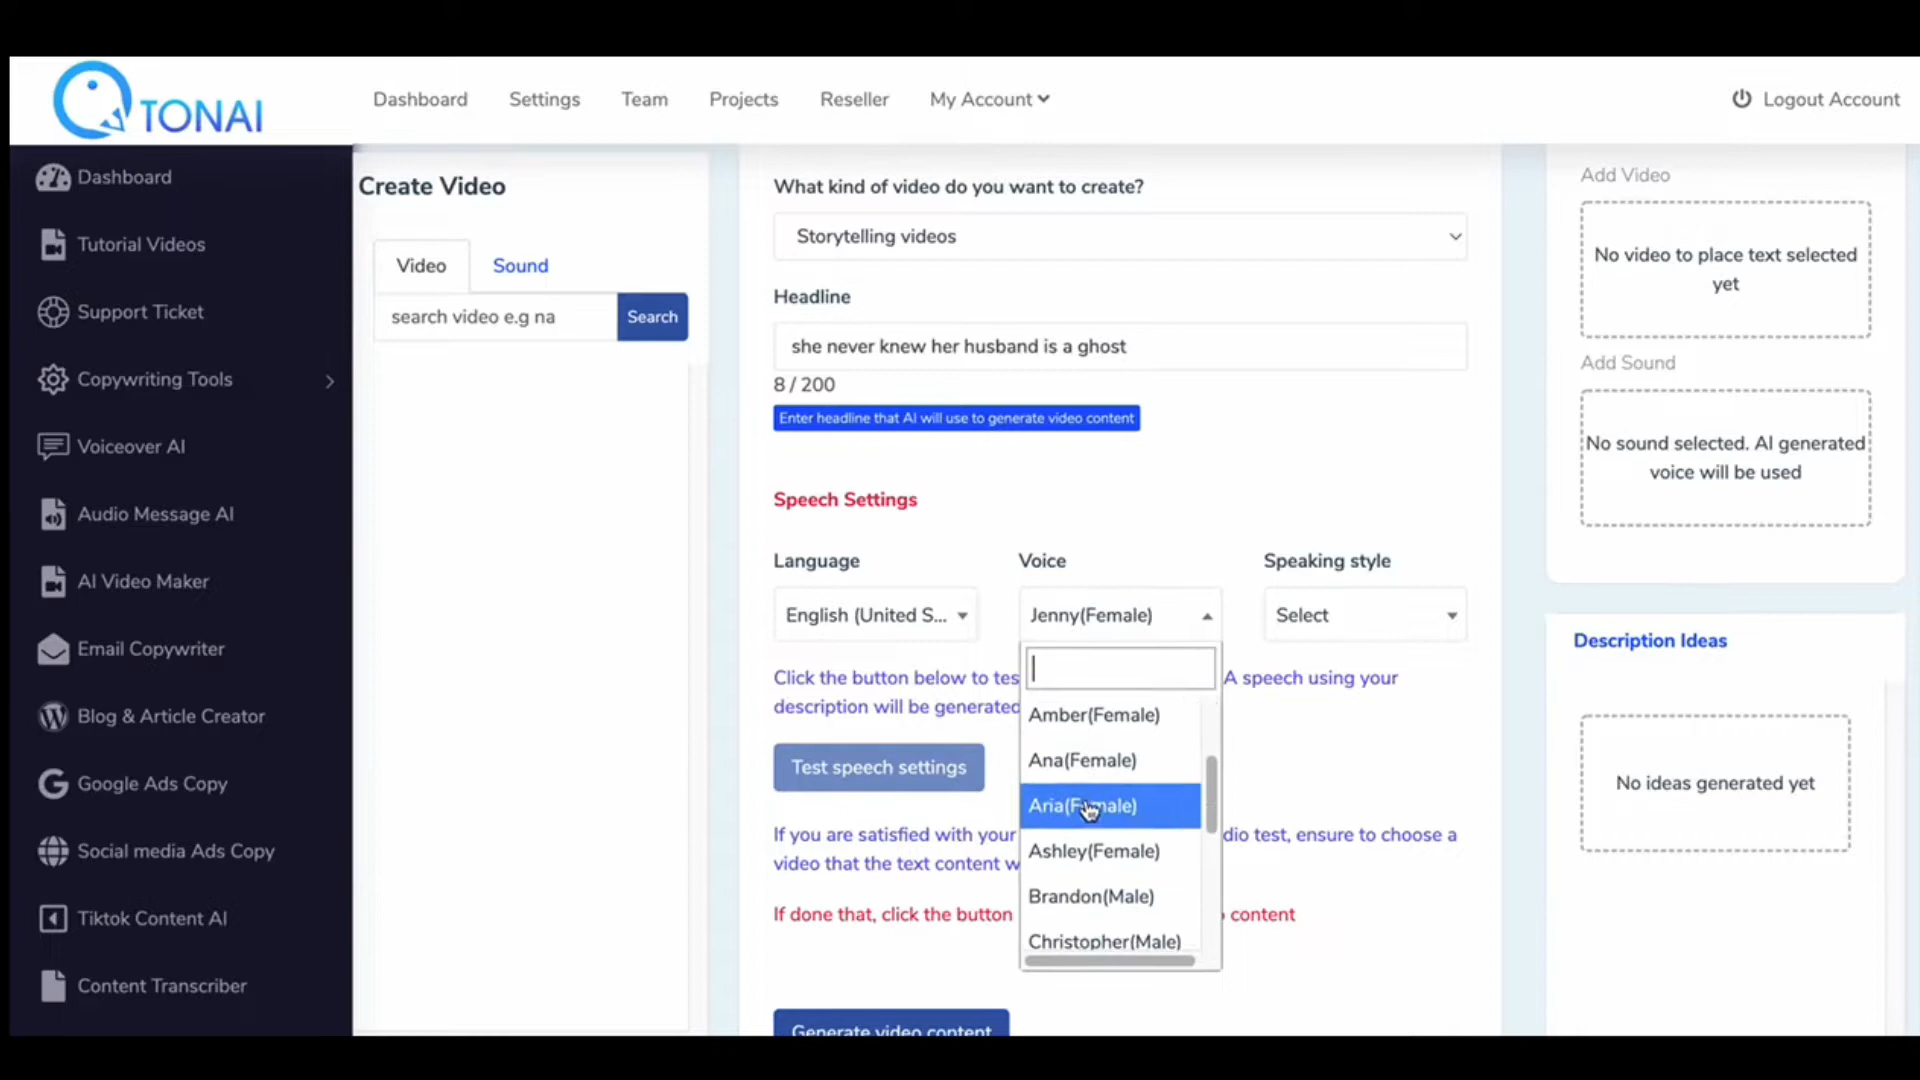 TONAI
Dashboard
Settings
Team
Projects
Reseller
My Account
Logout Account
Dashboard
Tutorial Videos
Support Ticket
Copywriting Tools
Voiceover AI
Audio Message AI
AI Video Maker
Email Copywriter
Blog & Article Creator
Google Ads Copy
Social media Ads Copy
Tiktok Content AI
Content Transcriber
Create Video
Video
Sound
search video e.g na
Search
What kind of video do you want to create?
Storytelling videos
Headline
she never knew her husband is a ghost
8 / 200
Enter headline that AI will use to generate video content
Speech Settings
Language
Voice
Speaking style
English (United S...
Jenny(Female)
Select
Click the button below to tes
A speech using your
description will be generated
Test speech settings
If you are satisfied with your
dio test, ensure to choose a
video that the text content w
If done that, click the button
content
Generate video content
Amber(Female)
Ana(Female)
Aria(Female)
Ashley(Female)
Brandon(Male)
Christopher(Male)
Add Video
No video to place text selected
yet
Add Sound
No sound selected. AI generated
voice will be used
Description Ideas
No ideas generated yet